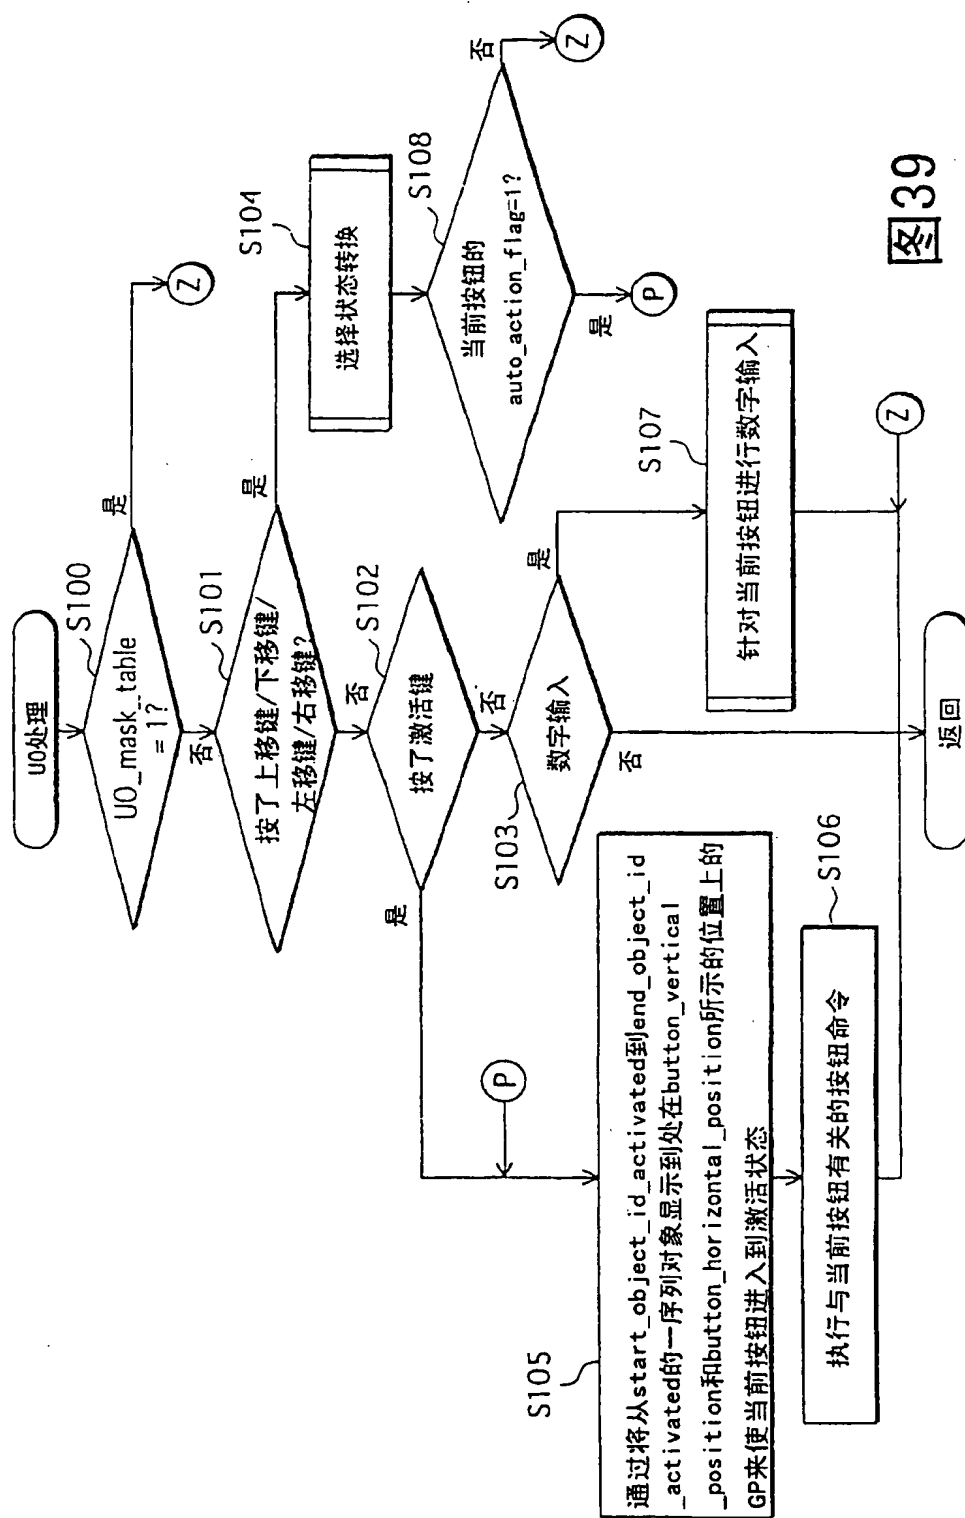 UO处理
S100
UO_mask_table
= 1?
是
Z
否
S101
按了上移键/下移键/
左移键/右移键?
是
S104
选择状态转换
S108
当前按钮的
auto_action_flag=1?
否
Z
是
P
否
S102
按了激活键
是
P
否
S103
数字输入
是
S107
针对当前按钮进行数字输入
否
Z
S105
通过将从start_object_id_activated到end_object_id
_activated的一序列对象显示到处在button_vertical
_position和button_horizontal_position所示的位置上的
GP来使当前按钮进入到激活状态
S106
执行与当前按钮有关的按钮命令
返回
图39